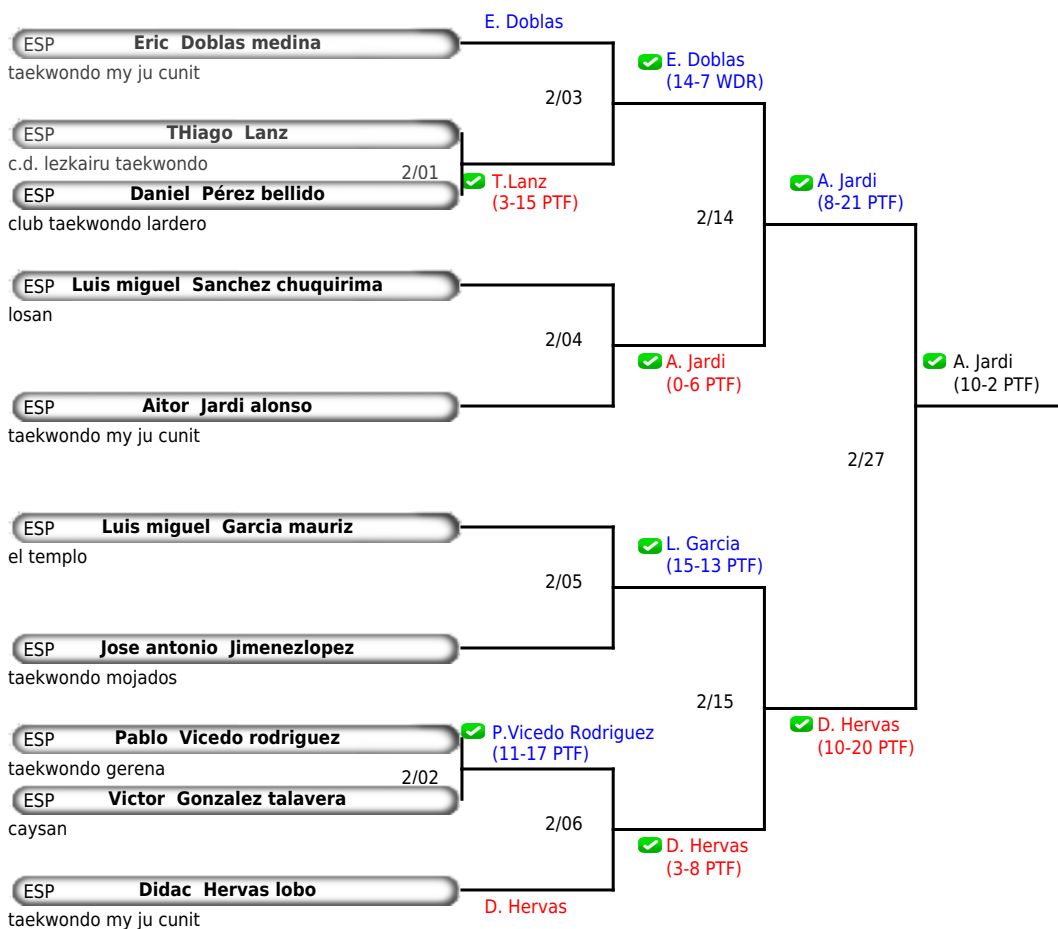 E. Doblas
ESP Eric Doblas medina
taekwondo my ju cunit
E. Doblas
(14-7 WDR)
2/03
ESP THiago Lanz
c.d. lezkairu taekwondo
2/01
T.Lanz
(3-15 PTF)
ESP Daniel Pérez bellido
club taekwondo lardero
A. Jardi
(8-21 PTF)
2/14
ESP Luis miguel Sanchez chuquirima
losan
2/04
A. Jardi
(0-6 PTF)
A. Jardi
(10-2 PTF)
ESP Aitor Jardi alonso
taekwondo my ju cunit
2/27
ESP Luis miguel Garcia mauriz
el templo
L. Garcia
(15-13 PTF)
2/05
ESP Jose antonio Jimenezlopez
taekwondo mojados
2/15
D. Hervas
(10-20 PTF)
ESP Pablo Vicedo rodriguez
taekwondo gerena
P.Vicedo Rodriguez
(11-17 PTF)
2/02
ESP Victor Gonzalez talavera
caysan
2/06
D. Hervas
(3-8 PTF)
ESP Didac Hervas lobo
taekwondo my ju cunit
D. Hervas